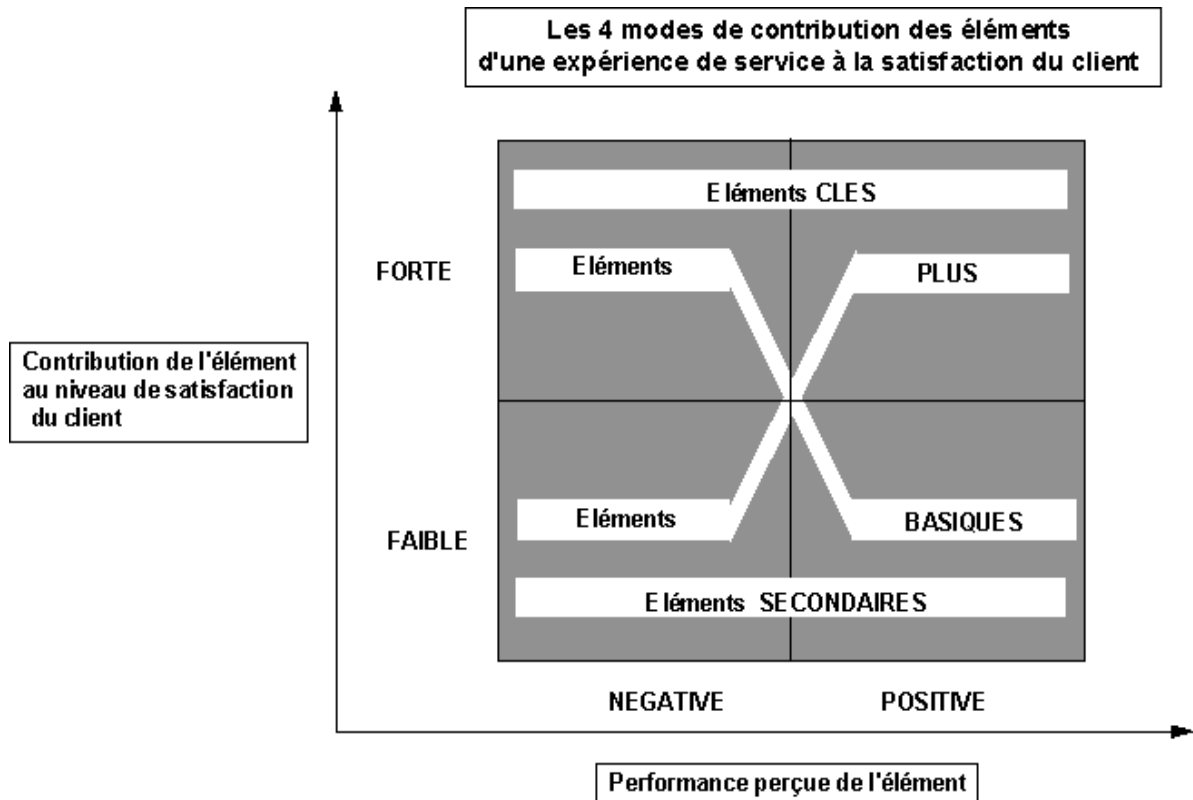 Les 4 modes de contribution des éléments
d'une expérience de service à la satisfaction du client
Eléments CLES
FORTE
Eléments
PLUS
Contribution de l'élément
au niveau de satisfaction
du client
Eléments
BASIQUES
FAIBLE
Eléments SECONDAIRES
NEGATIVE
POSITIVE
Performance perçue de l'élément